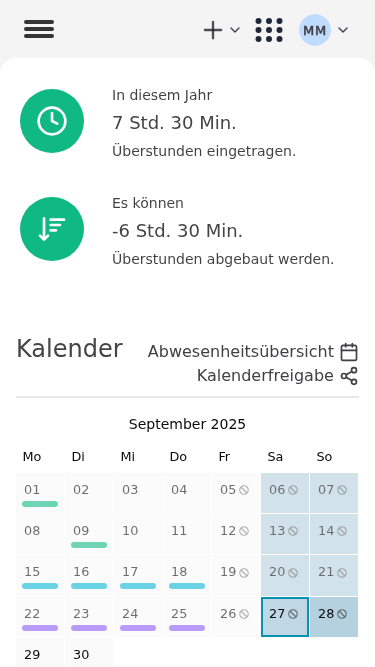 MM
In diesem Jahr
7 Std. 30 Min.
Überstunden eingetragen.
Es können
-6 Std. 30 Min.
Überstunden abgebaut werden.
Kalender
Abwesenheitsübersicht
Kalenderfreigabe
September 2025
Mo Di Mi Do Fr Sa So
01 02 03 04 05 06 07
08 09 10 11 12 13 14
15 16 17 18 19 20 21
22 23 24 25 26 27 28
29 30